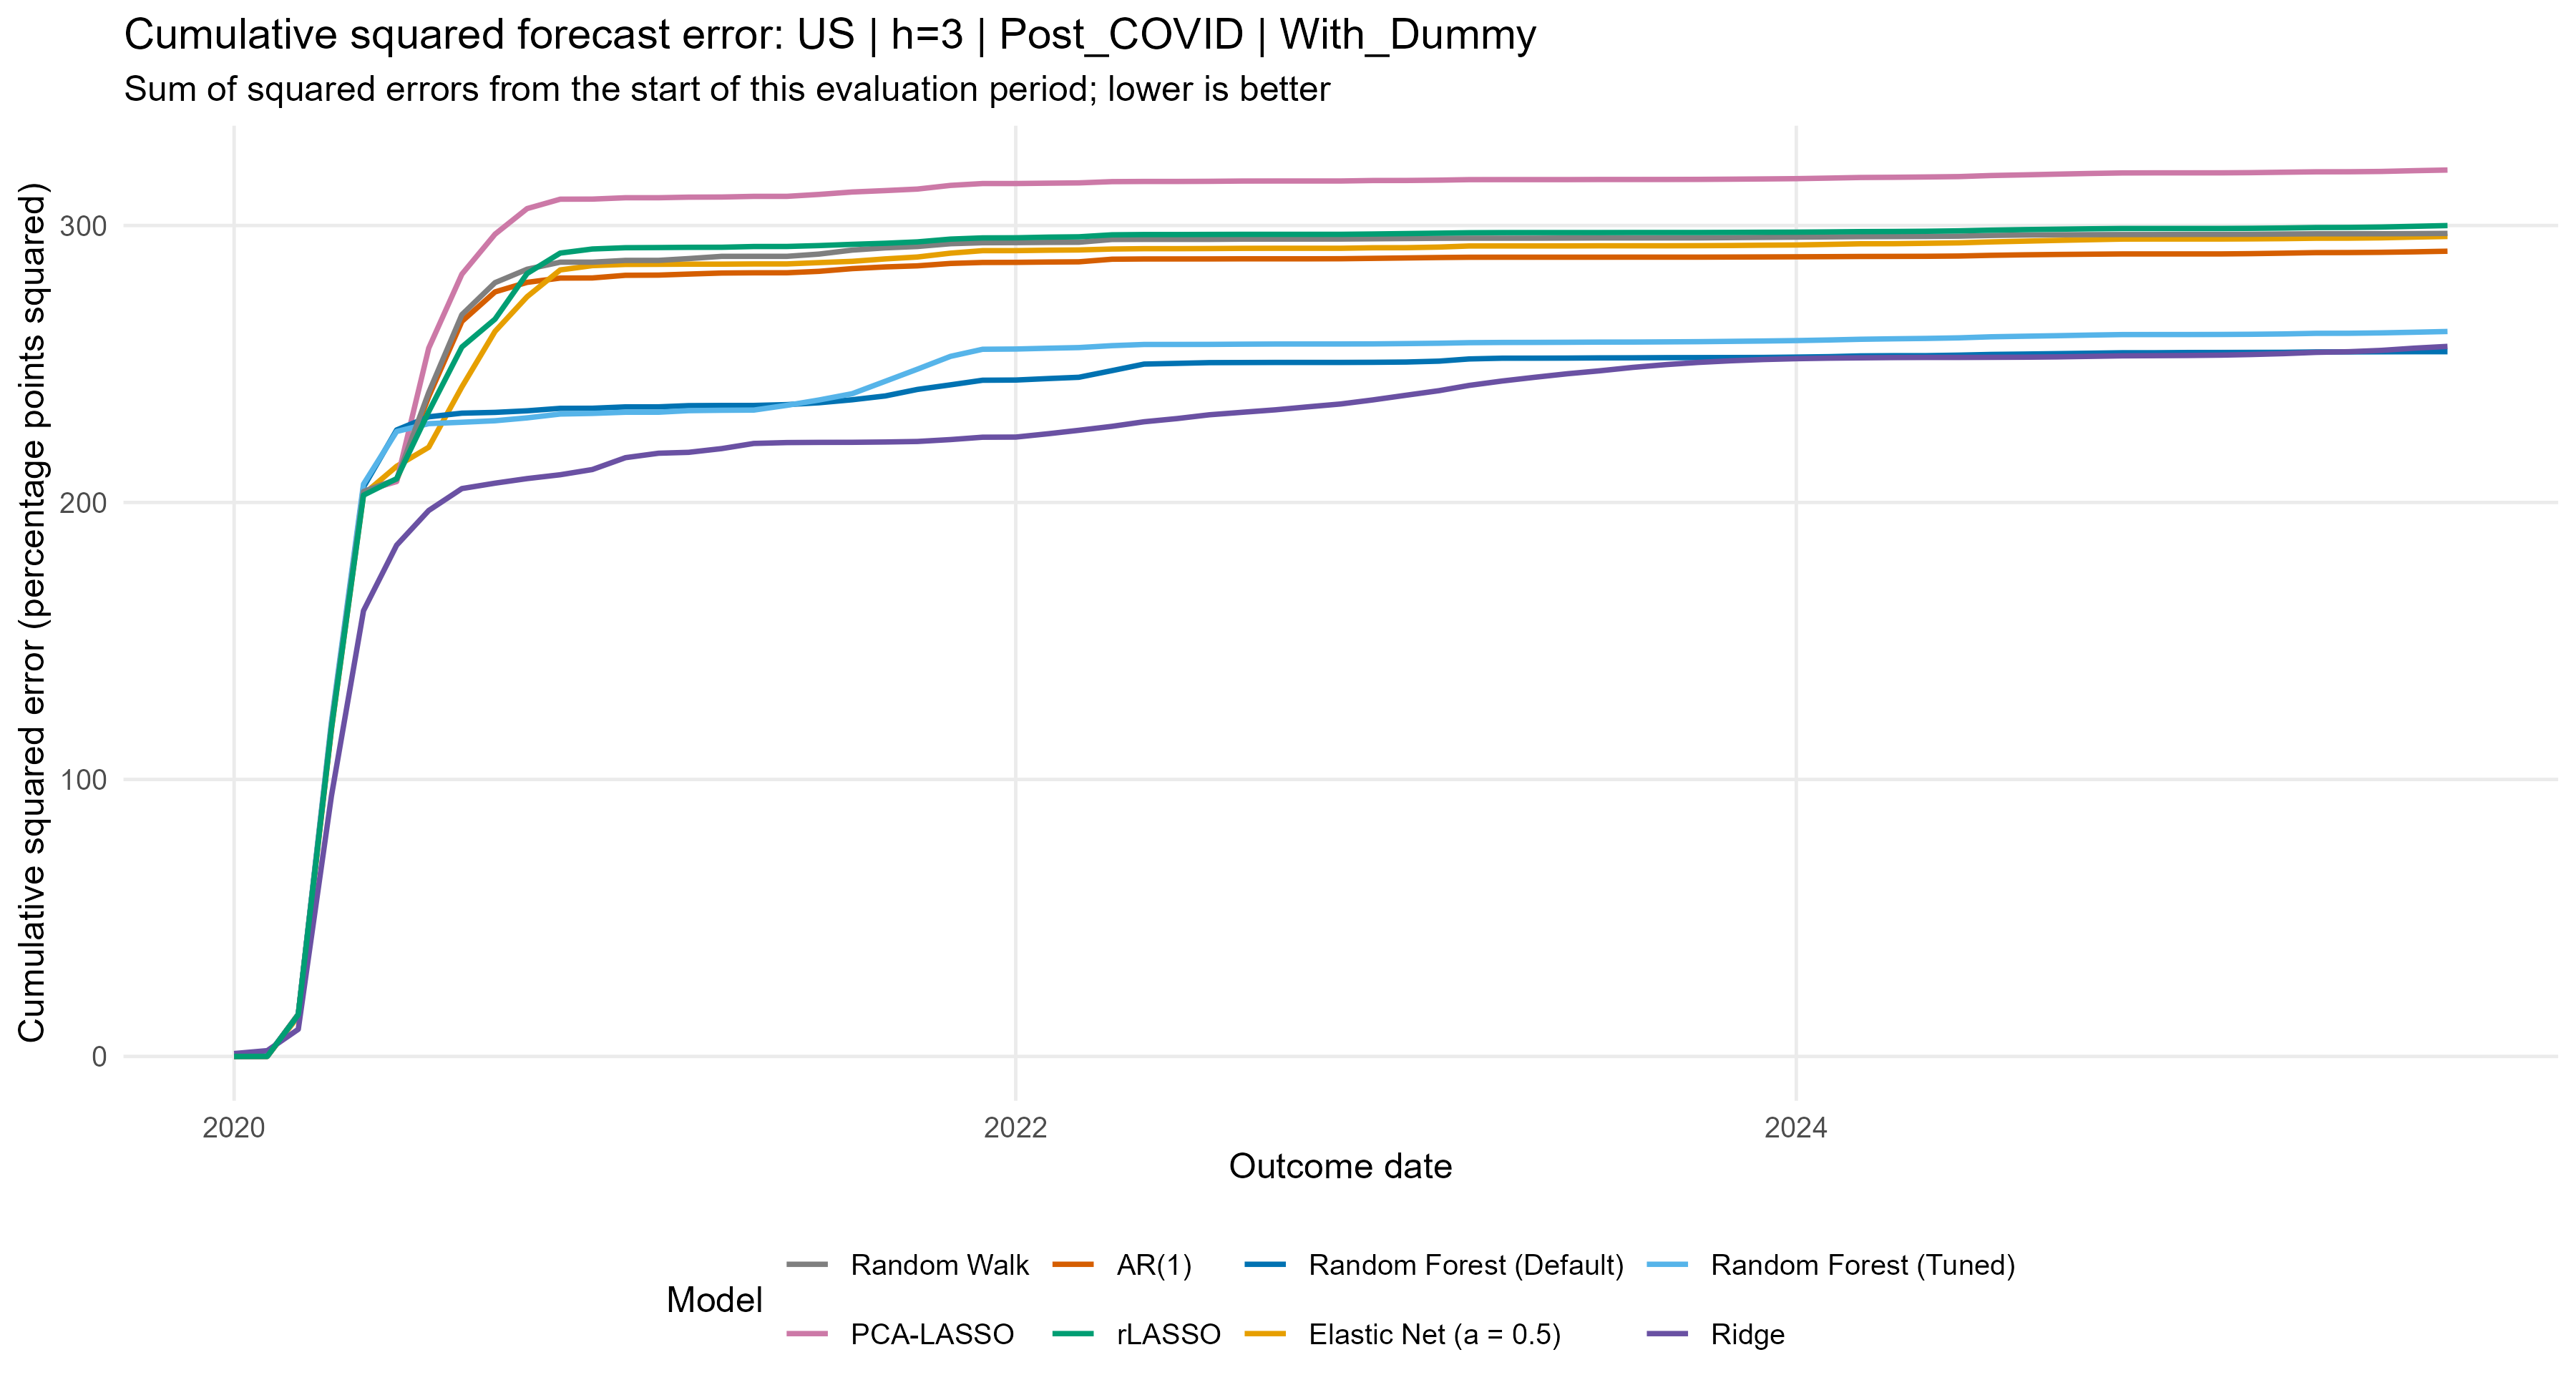 Cumulative squared forecast error: US | h=3 | Post_COVID | With_Dummy
Sum of squared errors from the start of this evaluation period; lower is better
Cumulative squared error (percentage points squared)
300
200
100
0
2020
2022
2024
Outcome date
Model
Random Walk
AR(1)
Random Forest (Default)
Random Forest (Tuned)
PCA-LASSO
rLASSO
Elastic Net (a = 0.5)
Ridge